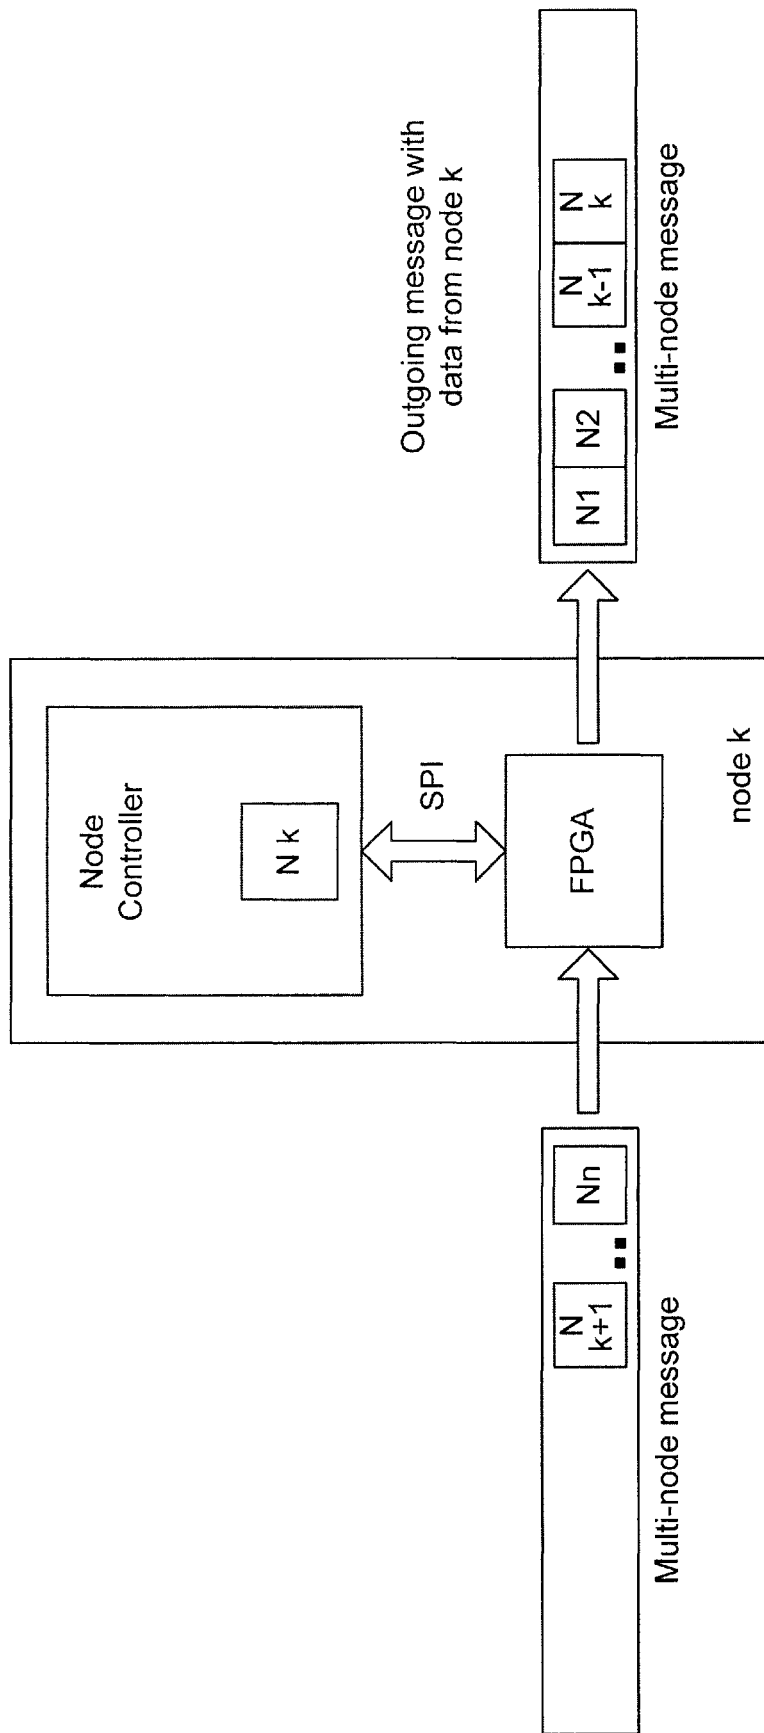 Node
Controller
N k
SPI
FPGA
node k
N
k+1
Nn
Multi-node message
Outgoing message with
data from node k
N1
N2
N
k-1
N
k
Multi-node message